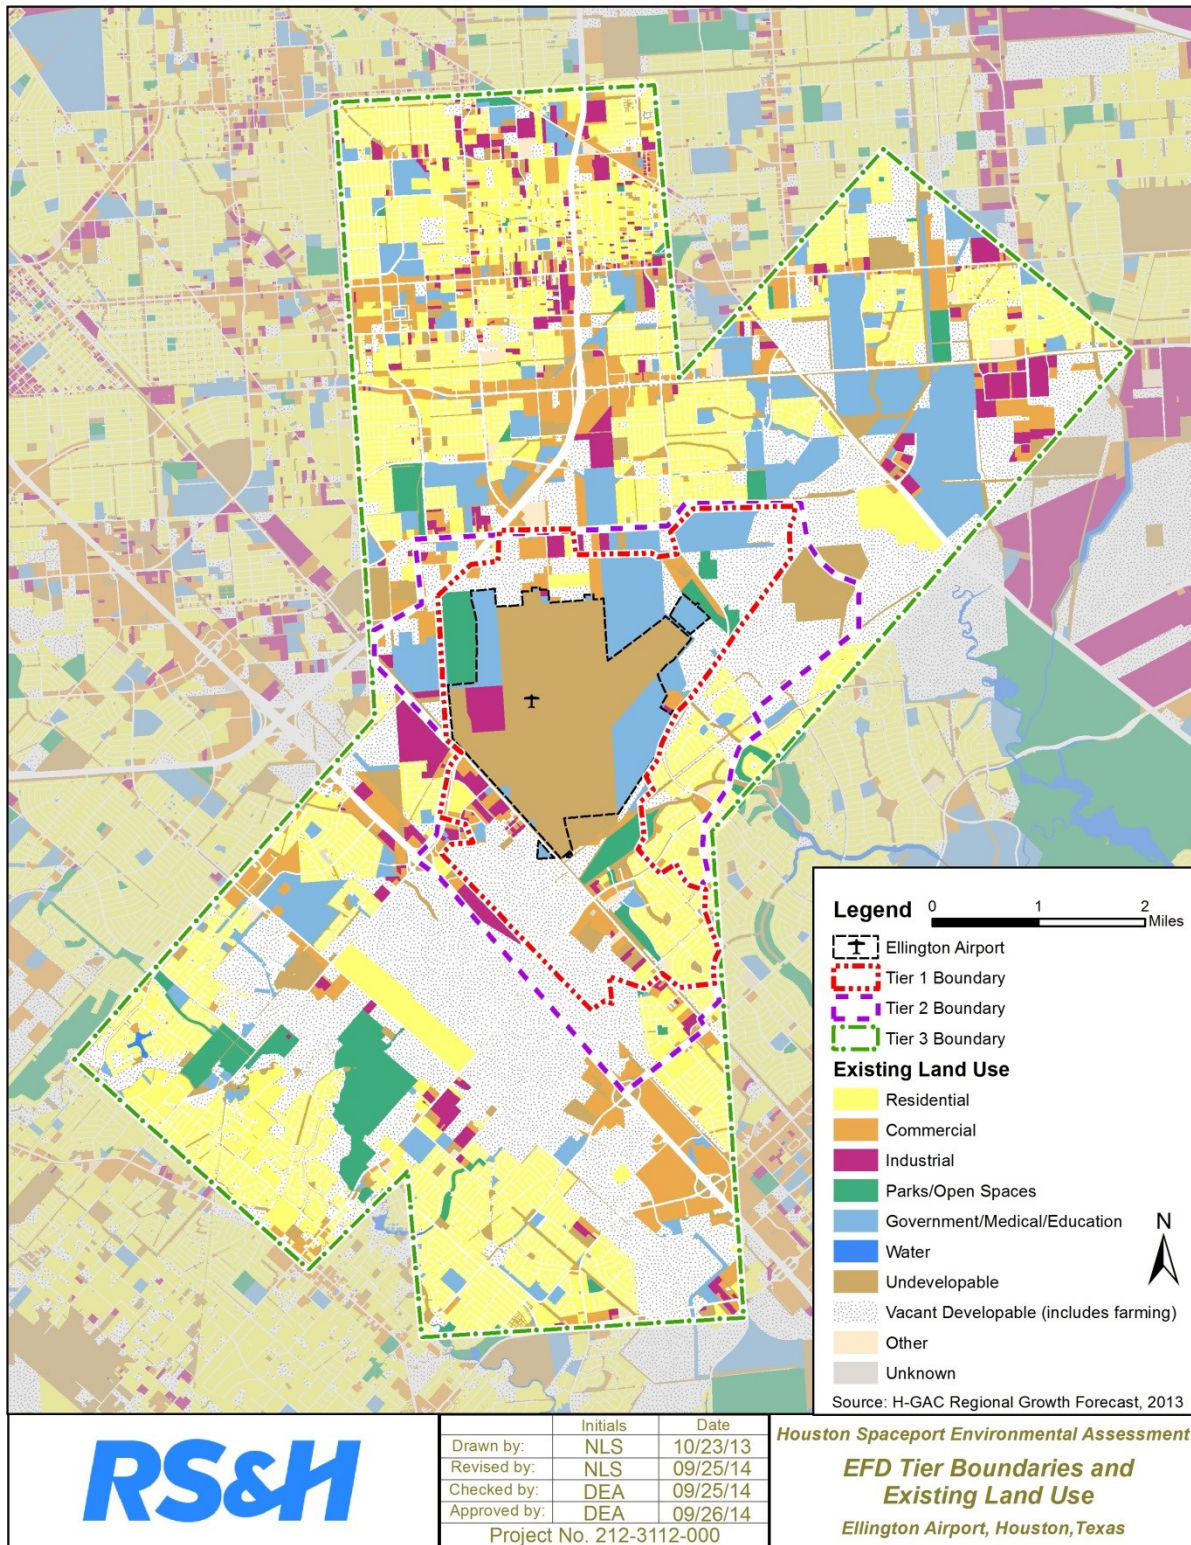 Legend 0 1 2
Miles
Ellington Airport
Tier 1 Boundary
Tier 2 Boundary
Tier 3 Boundary
Existing Land Use
Residential
Commercial
Industrial
Parks/Open Spaces
Government/Medical/Education
N
Water
Undevelopable
Vacant Developable (includes farming)
Other
Unknown
Source: H-GAC Regional Growth Forecast, 2013
RS&H
Initials Date
Drawn by: NLS 10/23/13
Revised by: NLS 09/25/14
Checked by: DEA 09/25/14
Approved by: DEA 09/26/14
Project No. 212-3112-000
Houston Spaceport Environmental Assessment
EFD Tier Boundaries and
Existing Land Use
Ellington Airport, Houston,Texas